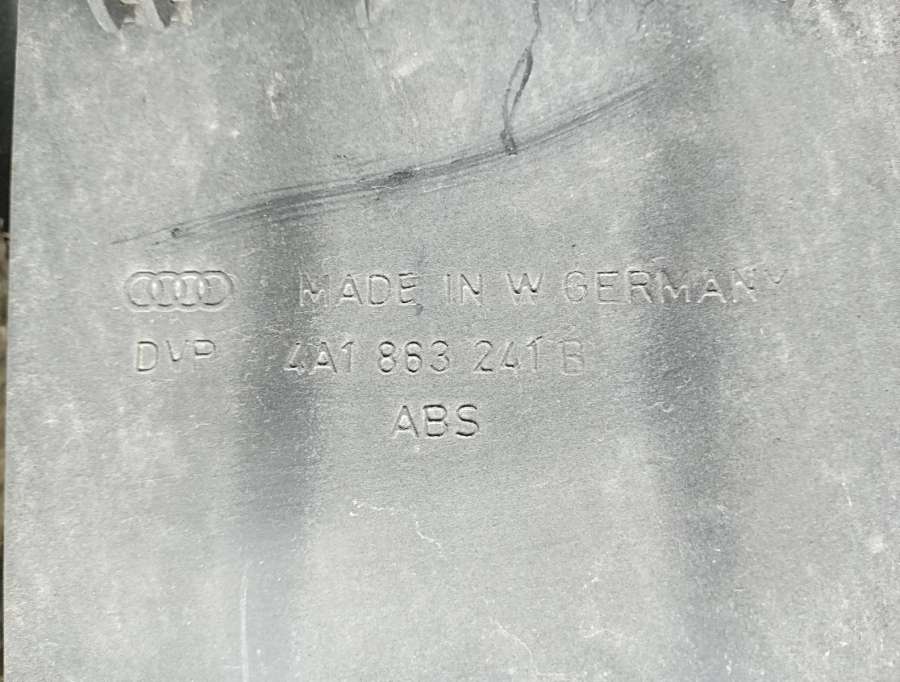 MADE IN W GERMANY
DVP 4A1 863 241 B
ABS